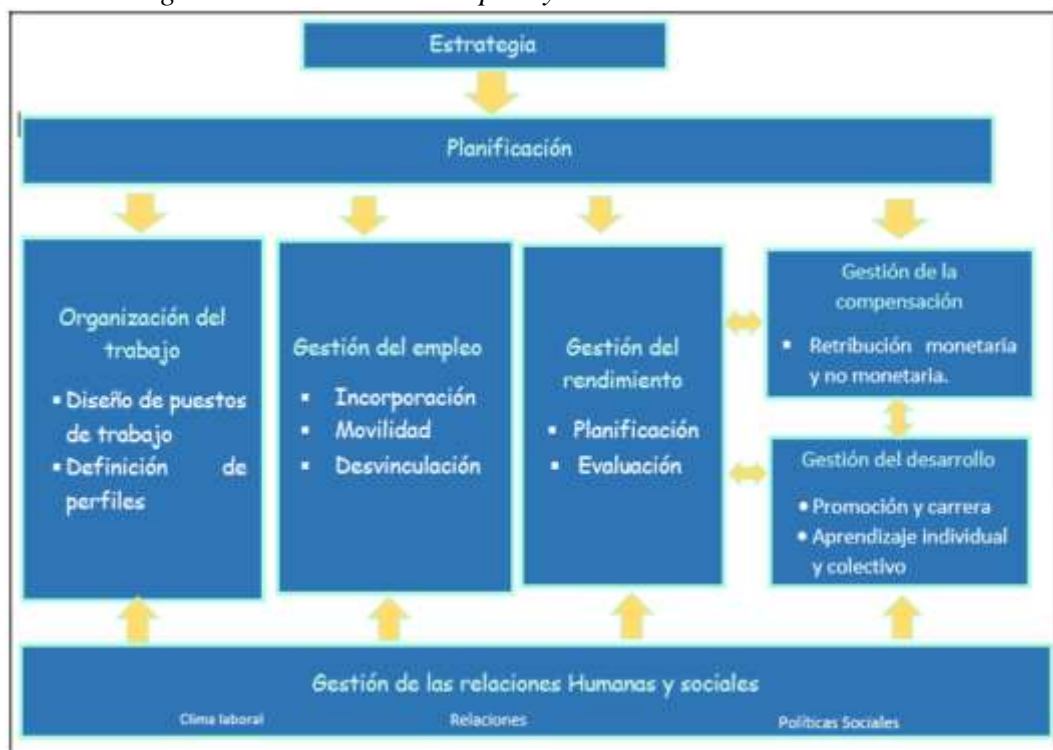 Estrategia
Planificación
Organización del
trabajo
▪ Diseño de puestos
de trabajo
▪ Definición de
perfiles
Gestión del empleo
▪ Incorporación
▪ Movilidad
▪ Desvinculación
Gestión del
rendimiento
▪ Planificación
▪ Evaluación
Gestión de la
compensación
▪ Retribución monetaria
y no monetaria.
Gestión del desarrollo
• Promoción y carrera
• Aprendizaje individual
y colectivo
Gestión de las relaciones Humanas y sociales
Clima laboral Relaciones Políticas Sociales